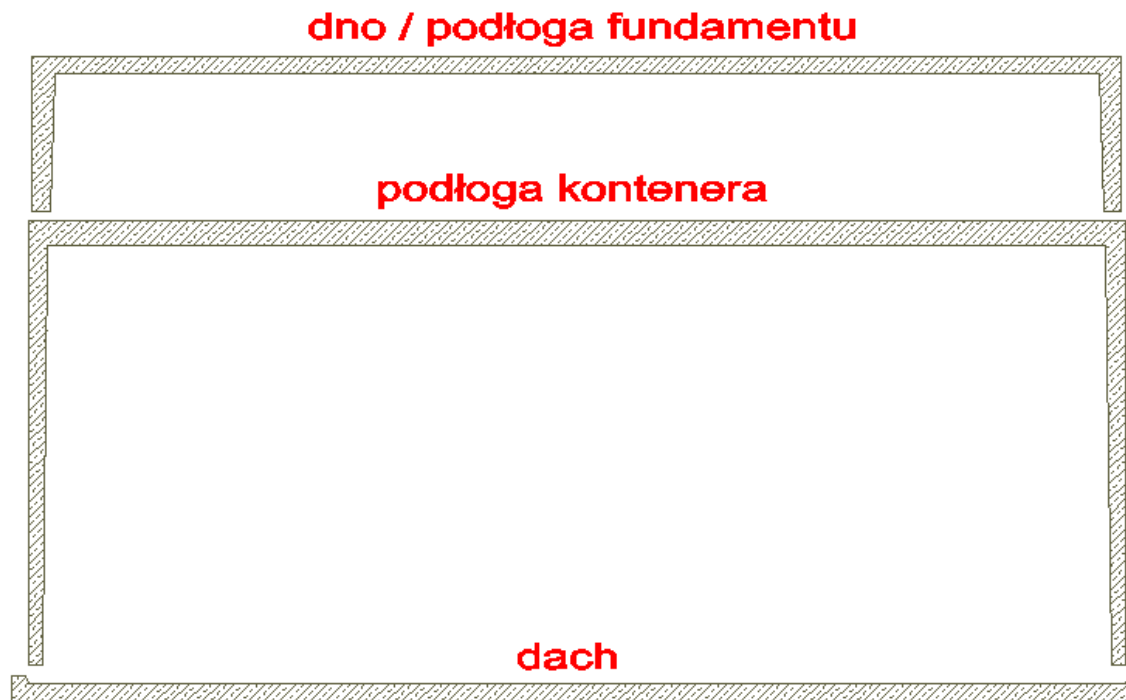 dno / podłoga fundamentu
podłoga kontenera
dach